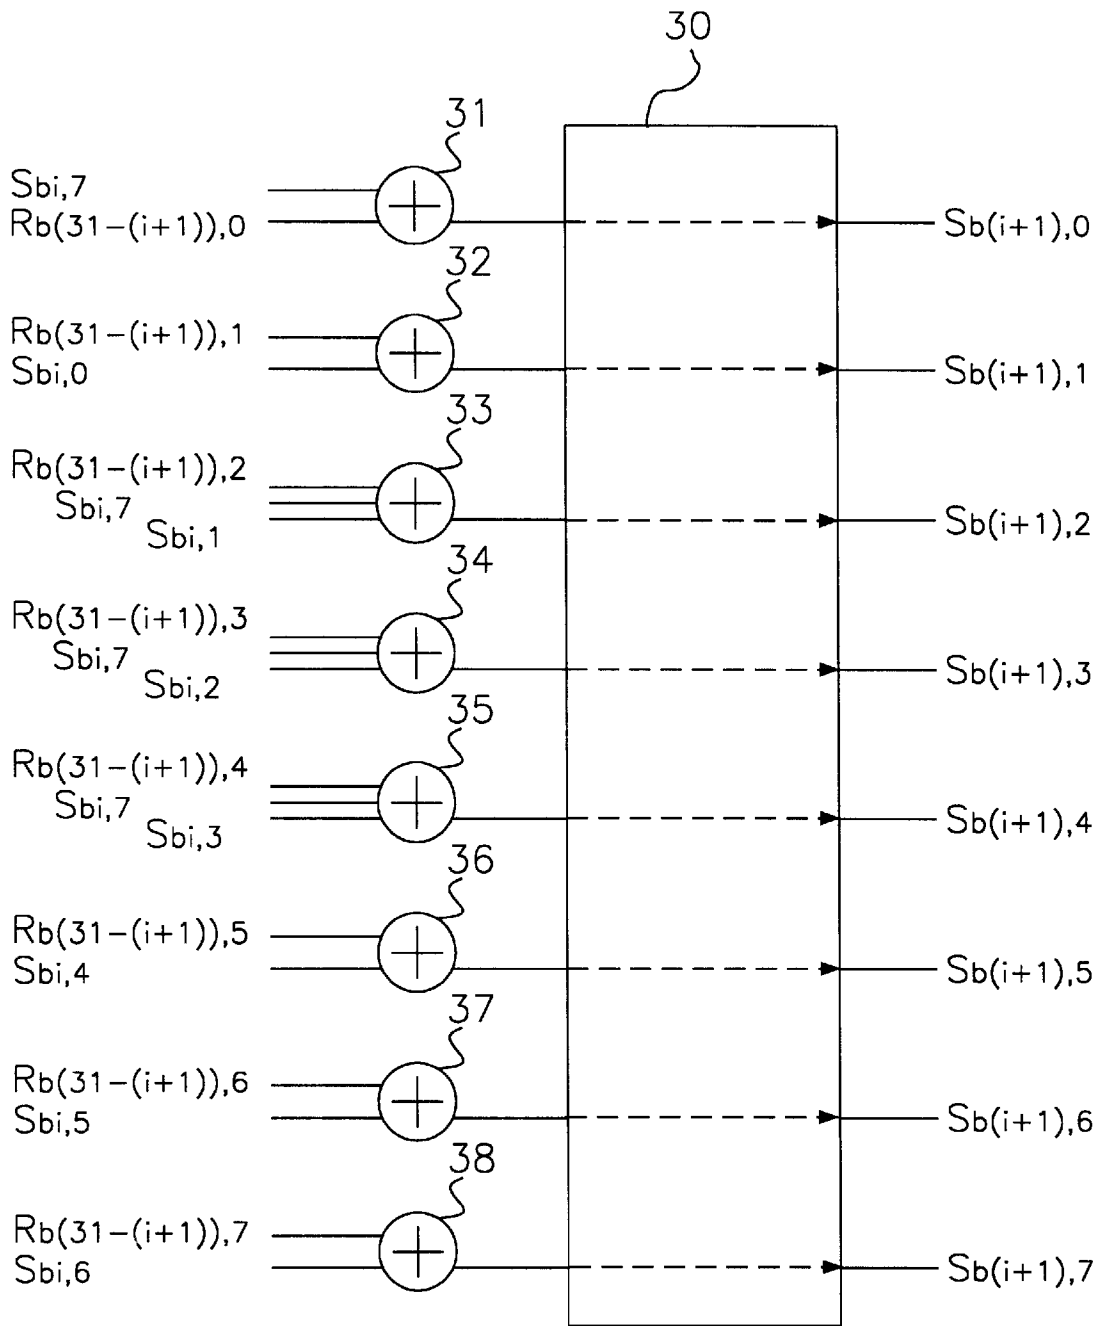 30
31
Sbi,7
Rb(31-(i+1)),0
Sb(i+1),0
32
Rb(31-(i+1)),1
Sbi,0
Sb(i+1),1
33
Rb(31-(i+1)),2
Sbi,7
Sbi,1
Sb(i+1),2
34
Rb(31-(i+1)),3
Sbi,7
Sbi,2
Sb(i+1),3
35
Rb(31-(i+1)),4
Sbi,7
Sbi,3
Sb(i+1),4
36
Rb(31-(i+1)),5
Sbi,4
Sb(i+1),5
37
Rb(31-(i+1)),6
Sbi,5
Sb(i+1),6
38
Rb(31-(i+1)),7
Sbi,6
Sb(i+1),7